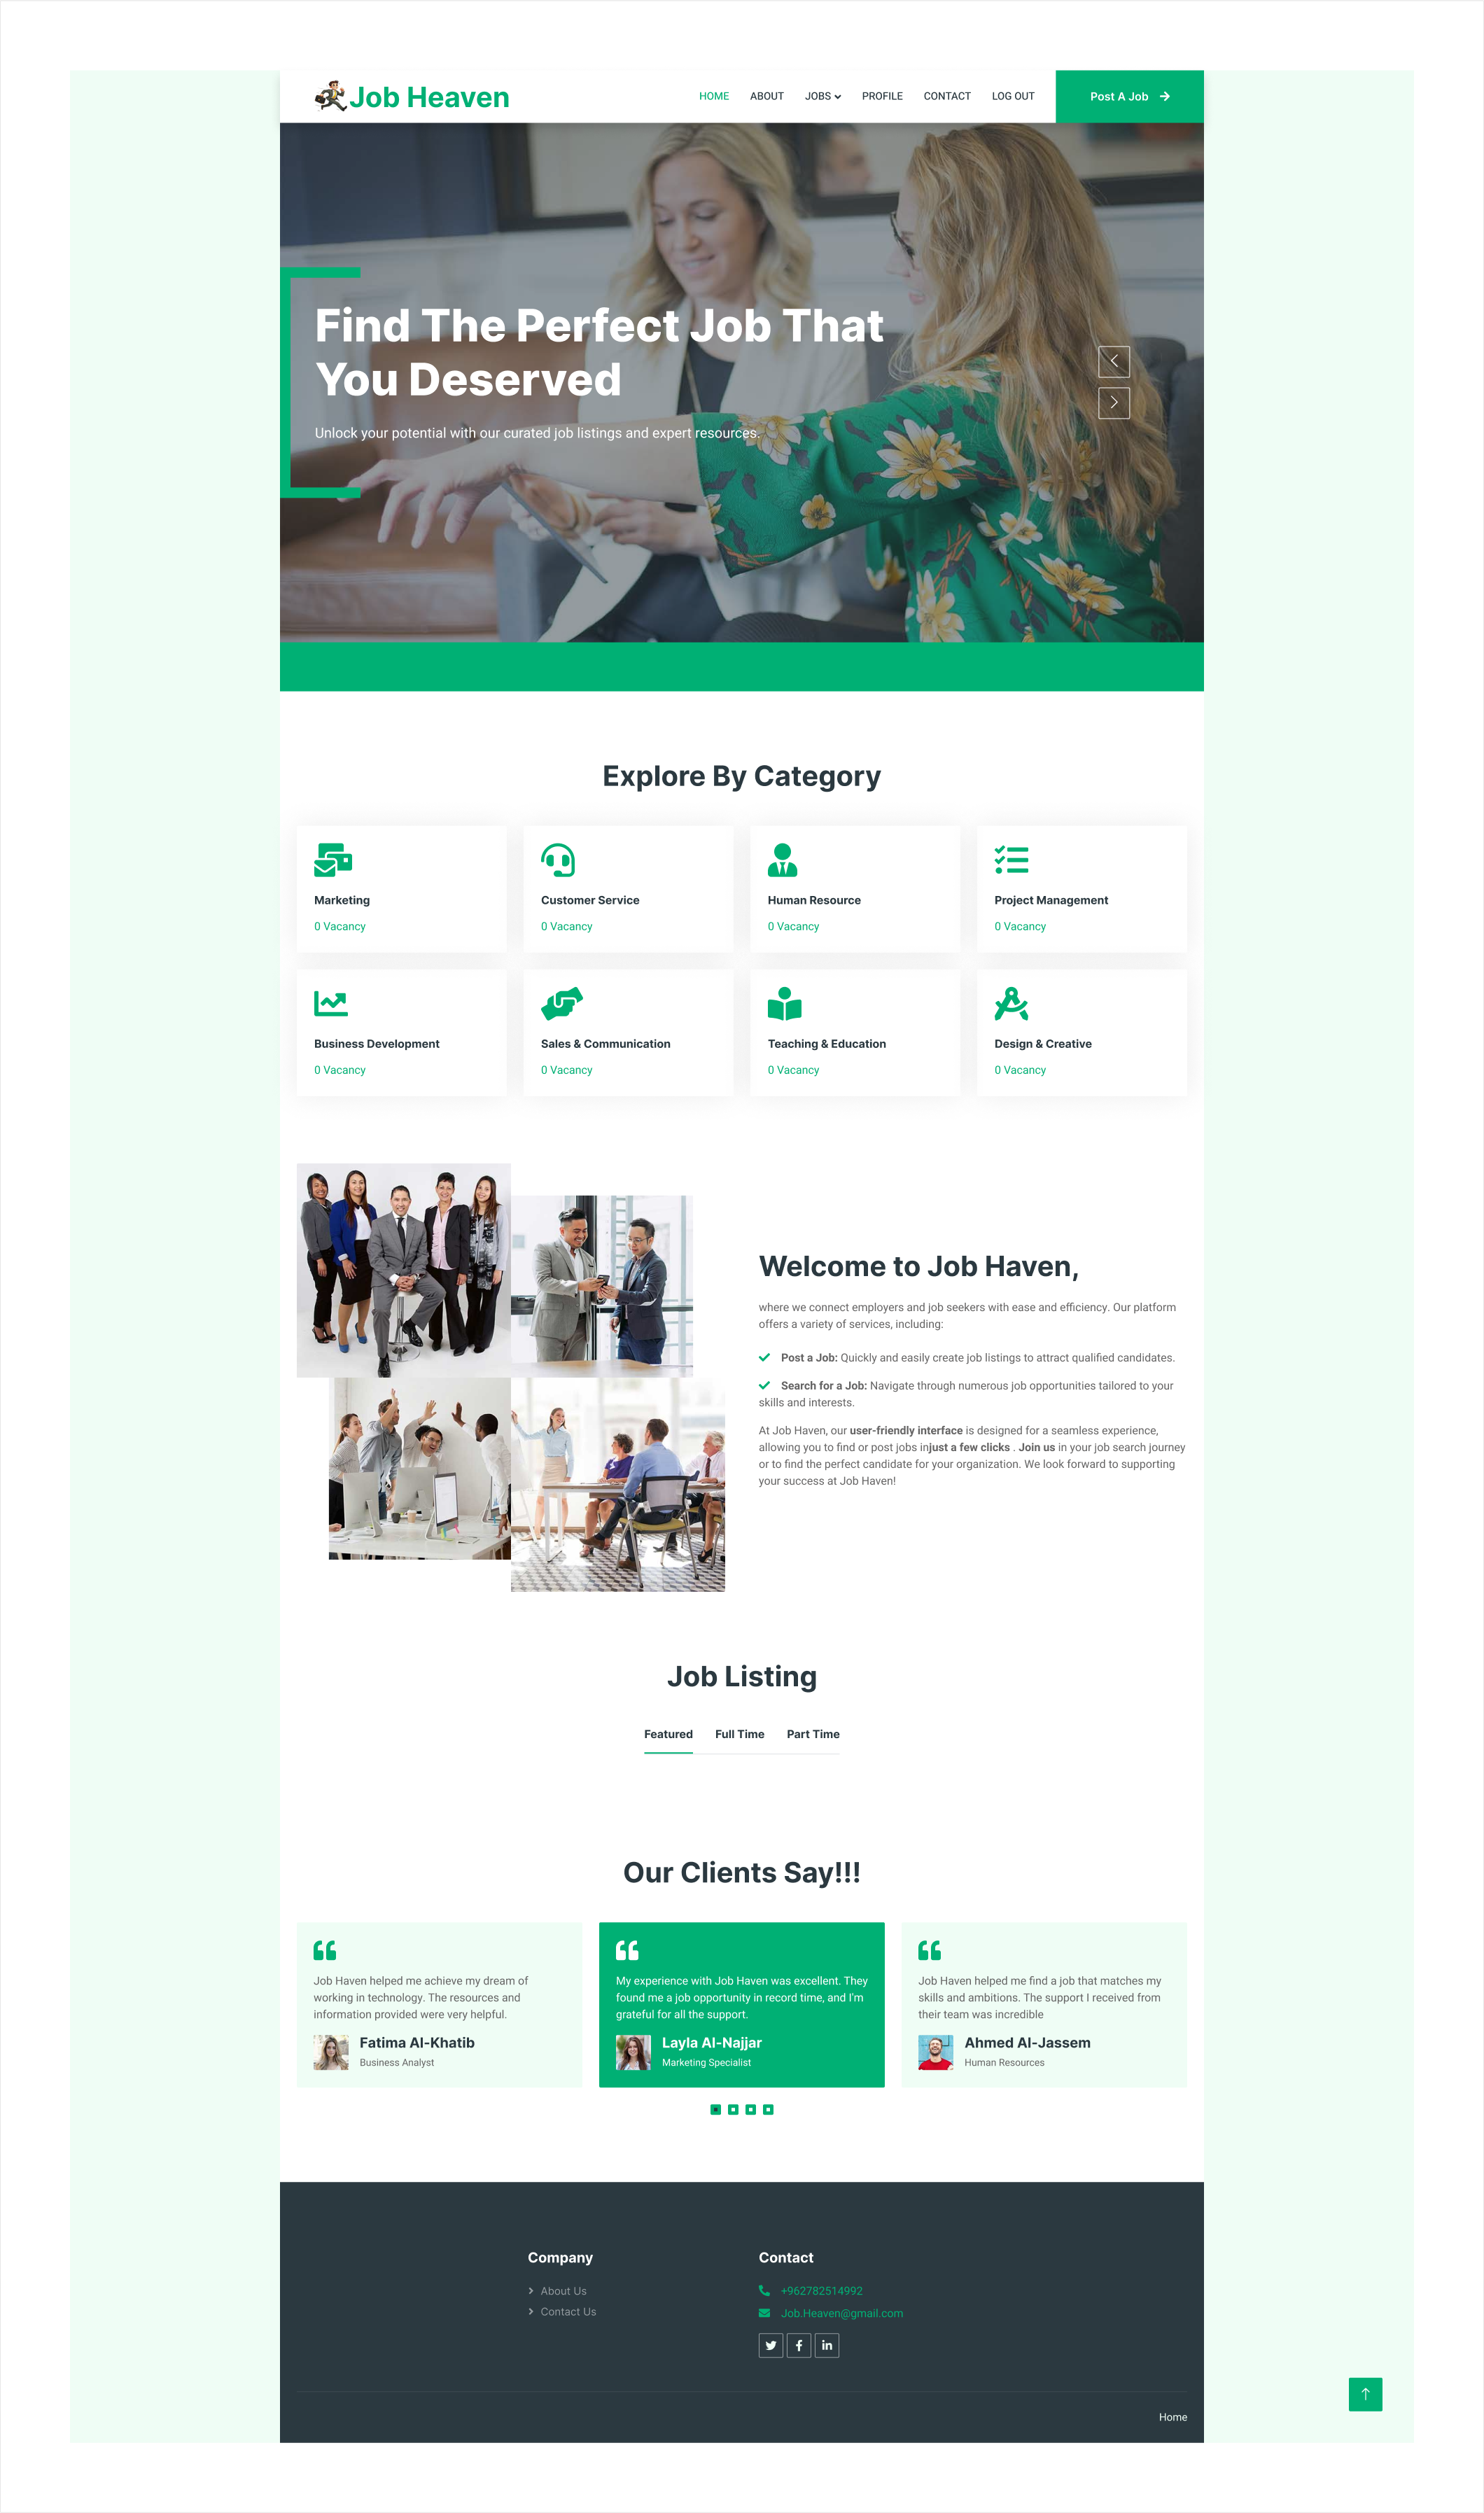 Job Heaven
HOME
ABOUT
JOBS
PROFILE
CONTACT
LOG OUT
Post A Job
Find The Perfect Job That
You Deserved
Unlock your potential with our curated job listings and expert resources.
Explore By Category
Marketing
0 Vacancy
Customer Service
0 Vacancy
Human Resource
0 Vacancy
Project Management
0 Vacancy
Business Development
0 Vacancy
Sales & Communication
0 Vacancy
Teaching & Education
0 Vacancy
Design & Creative
0 Vacancy
Welcome to Job Haven,
where we connect employers and job seekers with ease and efficiency. Our platform
offers a variety of services, including:
Post a Job: Quickly and easily create job listings to attract qualified candidates.
Search for a Job: Navigate through numerous job opportunities tailored to your
skills and interests.
At Job Haven, our user-friendly interface is designed for a seamless experience,
allowing you to find or post jobs injust a few clicks . Join us in your job search journey
or to find the perfect candidate for your organization. We look forward to supporting
your success at Job Haven!
Job Listing
Featured
Full Time
Part Time
Our Clients Say!!!
Job Haven helped me achieve my dream of
working in technology. The resources and
information provided were very helpful.
Fatima Al-Khatib
Business Analyst
My experience with Job Haven was excellent. They
found me a job opportunity in record time, and I'm
grateful for all the support.
Layla Al-Najjar
Marketing Specialist
Job Haven helped me find a job that matches my
skills and ambitions. The support I received from
their team was incredible
Ahmed Al-Jassem
Human Resources
Company
About Us
Contact Us
Contact
+962782514992
Job.Heaven@gmail.com
Home